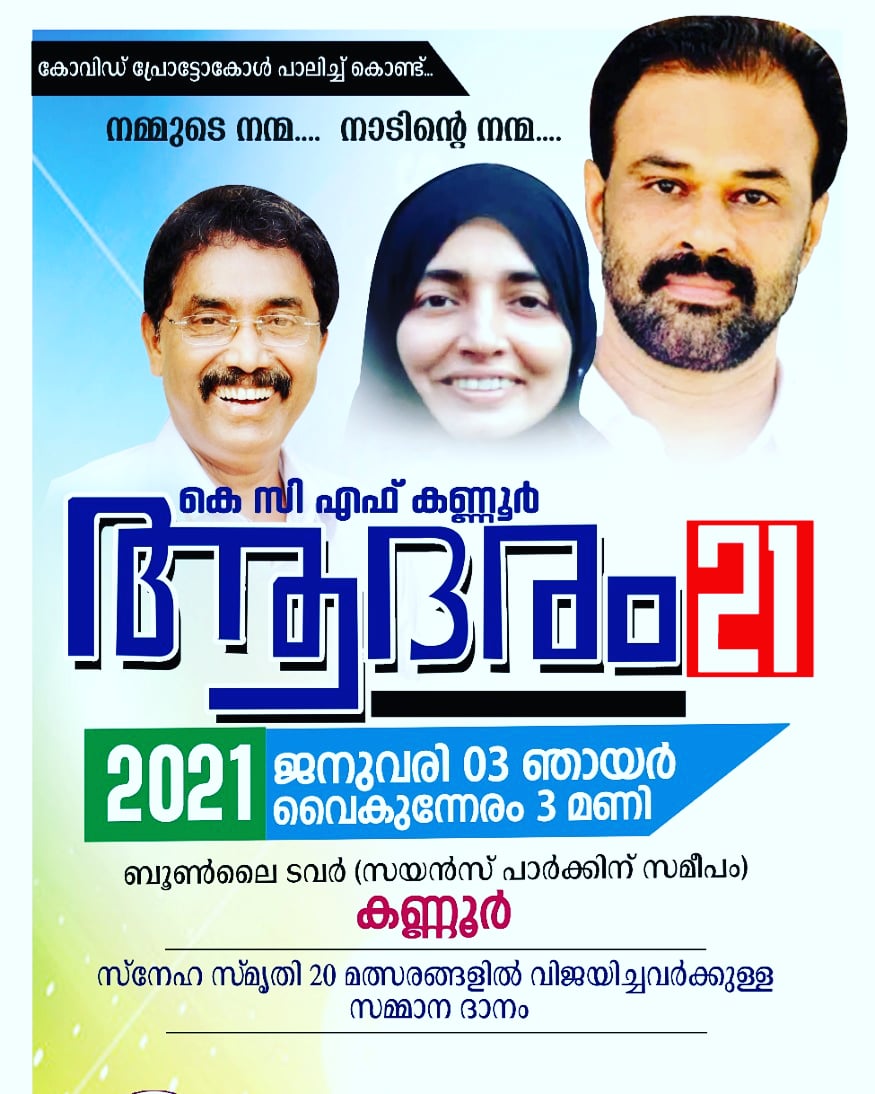 കോവിഡ് പ്രോട്ടോകോൾ പാലിച്ച് കൊണ്ട്...
നമ്മുടെ നന്മ.... നാടിന്റെ നന്മ....
കെ സി എഫ് കണ്ണൂർ
ആദരം 21
2021 ജനുവരി 03 ഞായർ
വൈകുന്നേരം 3 മണി
ബൂൺലൈ ടവർ (സയൻസ് പാർക്കിന് സമീപം)
കണ്ണൂർ
സ്നേഹ സ്മൃതി 20 മത്സരങ്ങളിൽ വിജയിച്ചവർക്കുള്ള
സമ്മാന ദാനം